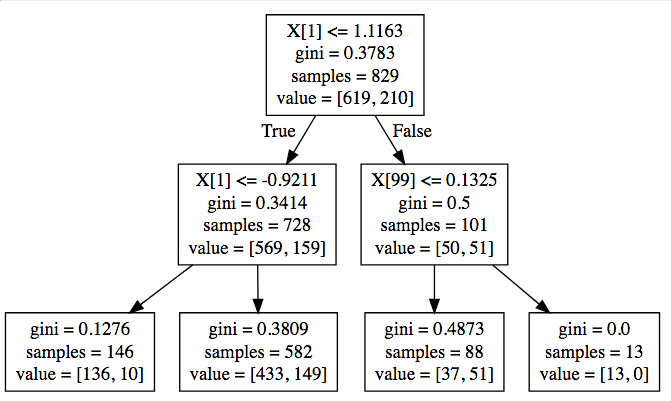 X[1] <= 1.1163
gini = 0.3783
samples = 829
value = [619, 210]
True
False
X[1] <= -0.9211
gini = 0.3414
samples = 728
value = [569, 159]
X[99] <= 0.1325
gini = 0.5
samples = 101
value = [50, 51]
gini = 0.1276
samples = 146
value = [136, 10]
gini = 0.3809
samples = 582
value = [433, 149]
gini = 0.4873
samples = 88
value = [37, 51]
gini = 0.0
samples = 13
value = [13, 0]